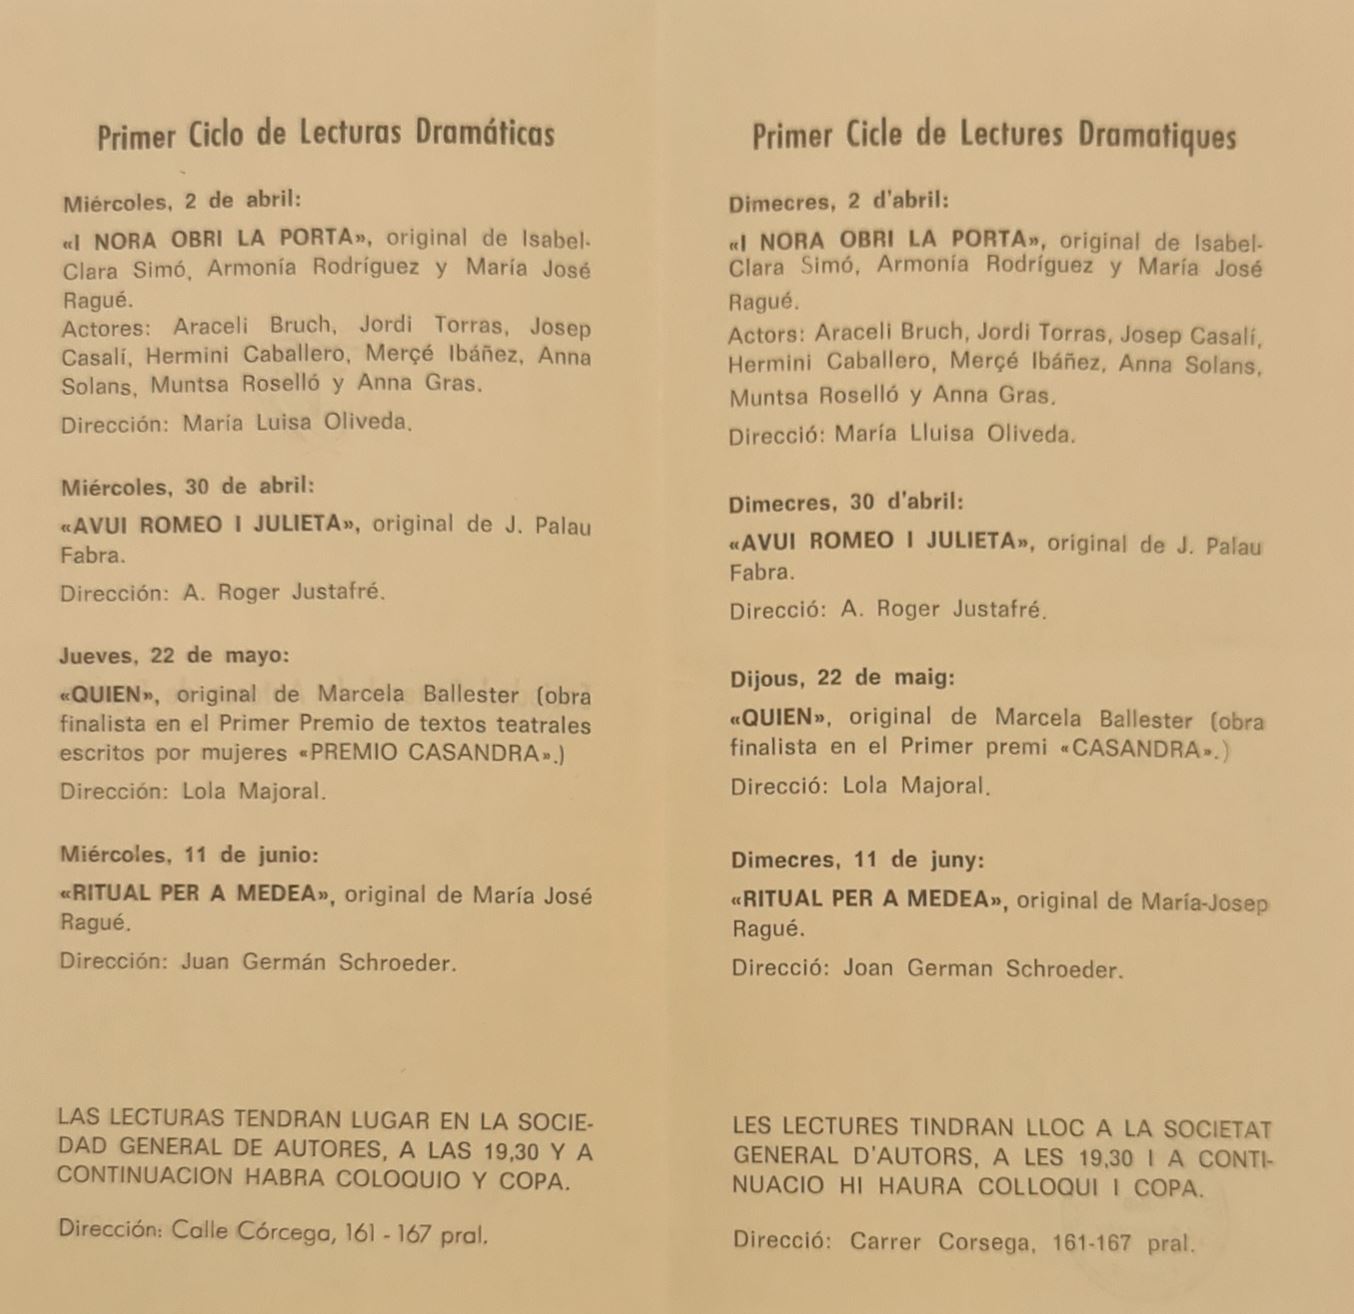 Primer Ciclo de Lecturas Dramáticas
Miércoles, 2 de abril:
«I NORA OBRI LA PORTA», original de Isabel-
Clara Simó, Armonía Rodríguez y María José
Ragué.
Actores: Araceli Bruch, Jordi Torras, Josep
Casalí, Hermini Caballero, Merçé Ibáñez, Anna
Solans, Muntsa Roselló y Anna Gras.
Dirección: María Luisa Oliveda.
Miércoles, 30 de abril:
«AVUI ROMEO I JULIETA», original de J. Palau
Fabra.
Dirección: A. Roger Justafré.
Jueves, 22 de mayo:
«QUIEN», original de Marcela Ballester (obra
finalista en el Primer Premio de textos teatrales
escritos por mujeres «PREMIO CASANDRA».)
Dirección: Lola Majoral.
Miércoles, 11 de junio:
«RITUAL PER A MEDEA», original de María José
Ragué.
Dirección: Juan Germán Schroeder.
LAS LECTURAS TENDRAN LUGAR EN LA SOCIE-
DAD GENERAL DE AUTORES, A LAS 19,30 Y A
CONTINUACION HABRA COLOQUIO Y COPA.
Dirección: Calle Córcega, 161 - 167 pral.
Primer Cicle de Lectures Dramatiques
Dimecres, 2 d'abril:
«I NORA OBRI LA PORTA», original de Isabel-
Clara Simó, Armonía Rodríguez y María José
Ragué.
Actors: Araceli Bruch, Jordi Torras, Josep Casalí,
Hermini Caballero, Merçé Ibáñez, Anna Solans,
Muntsa Roselló y Anna Gras.
Direcció: María Lluisa Oliveda.
Dimecres, 30 d'abril:
«AVUI ROMEO I JULIETA», original de J. Palau
Fabra.
Direcció: A. Roger Justafré.
Dijous, 22 de maig:
«QUIEN», original de Marcela Ballester (obra
finalista en el Primer premi «CASANDRA».)
Direcció: Lola Majoral.
Dimecres, 11 de juny:
«RITUAL PER A MEDEA», original de María-Josep
Ragué.
Direcció: Joan German Schroeder.
LES LECTURES TINDRAN LLOC A LA SOCIETAT
GENERAL D'AUTORS, A LES 19,30 I A CONTI-
NUACIO HI HAURA COLLOQUI I COPA.
Direcció: Carrer Corsega, 161-167 pral.